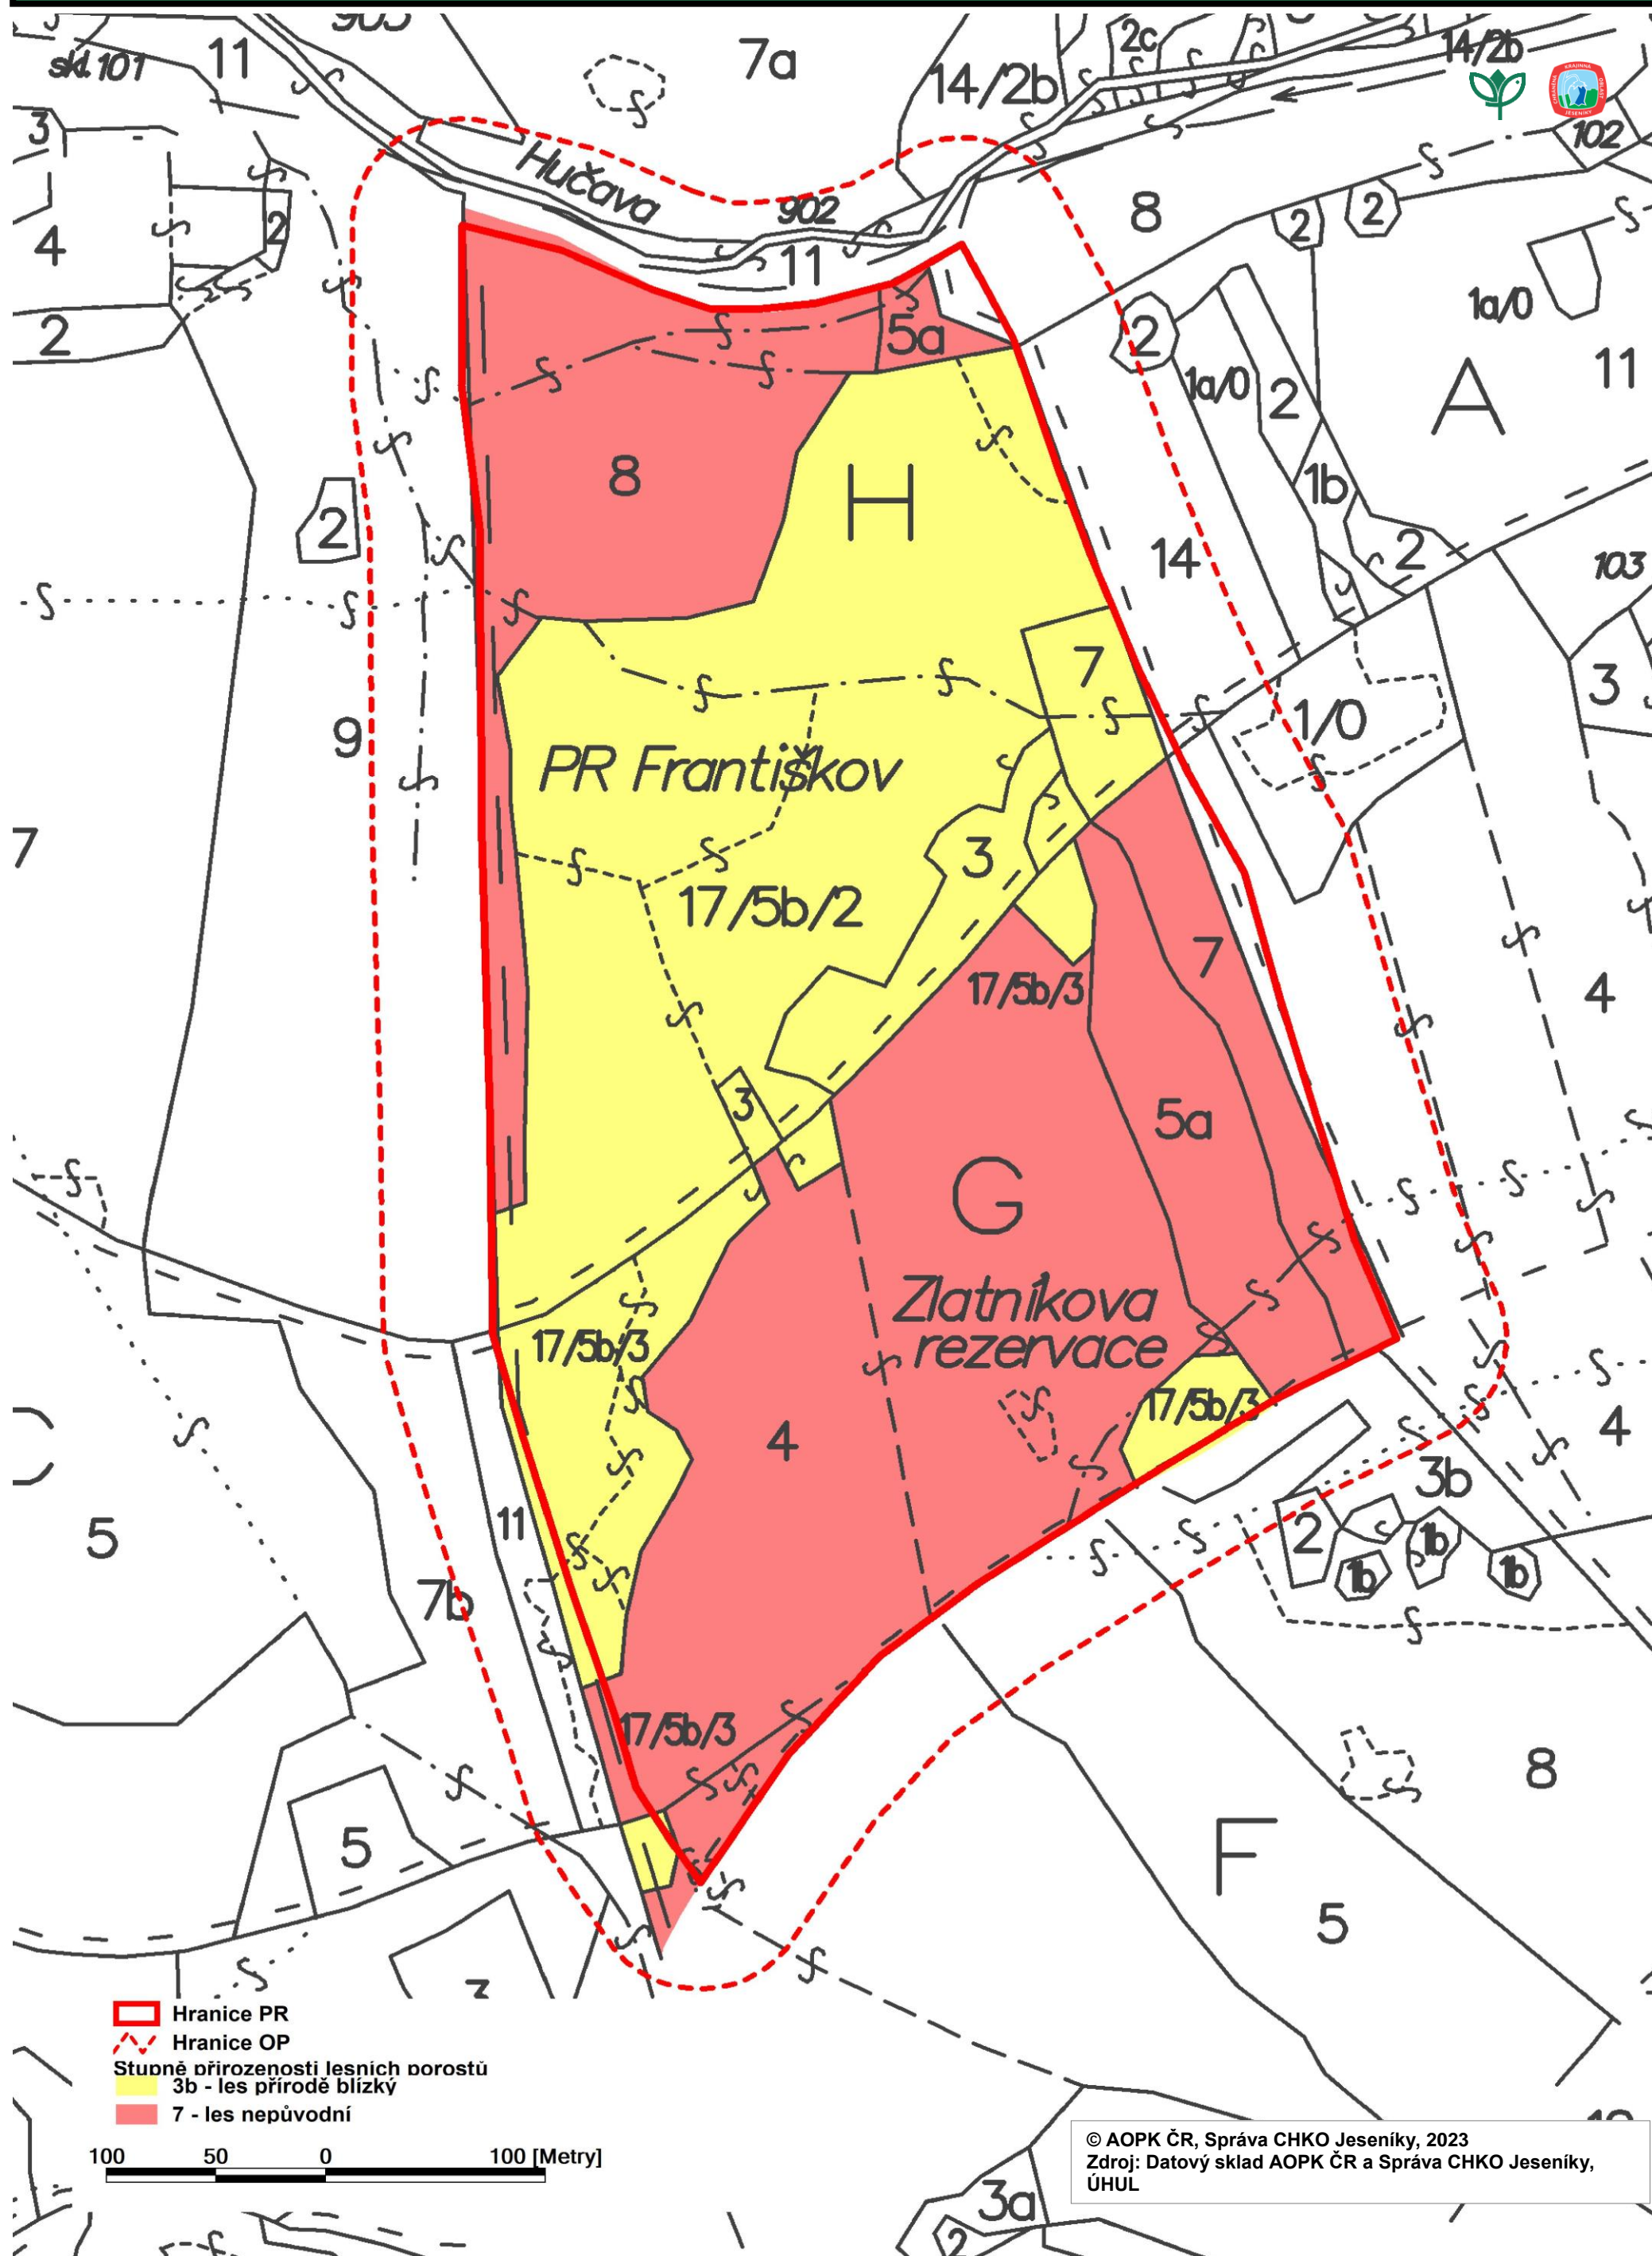 903
7a
2c
14/2b
14/2b
skl.101
11
3
Hučava
902
102
8
2
2
4
2
11
1a/0
2
5a
2
1a/0
2
11
A
8
H
1b
2
2
14
103
7
3
9
1/0
PR Františkov
7
3
17/5b/2
7
17/5b/3
4
3
5a
G
Zlatníkova
rezervace
17/5b/3
17/5b/3
4
4
3b
5
11
2
1b
1b
1b
7b
17/5b/3
8
5
F
5
3
Hranice PR
Hranice OP
Stupně přirozenosti lesních porostů
3b - les přírodě blízký
7 - les nepůvodní
100 50 0 100 [Metry]
© AOPK ČR, Správa CHKO Jeseníky, 2023
Zdroj: Datový sklad AOPK ČR a Správa CHKO Jeseníky,
ÚHUL
3a
2